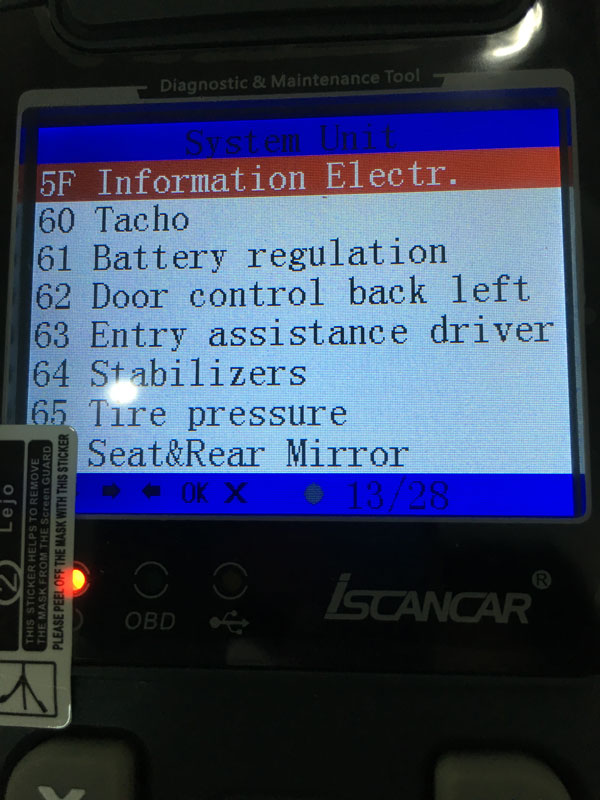 Diagnostic & Maintenance Tool
System Unit
5F Information Electr.
60 Tacho
61 Battery regulation
62 Door control back left
63 Entry assistance driver
64 Stabilizers
65 Tire pressure
Seat&Rear Mirror
OK X 13/28
iSCANCAR®
OBD
Lejo
2
THIS STICKER HELPS TO REMOVE
THE MASK FROM THE Screen GUARD
PLEASE PEEL OFF THE MASK WITH THIS STICKER